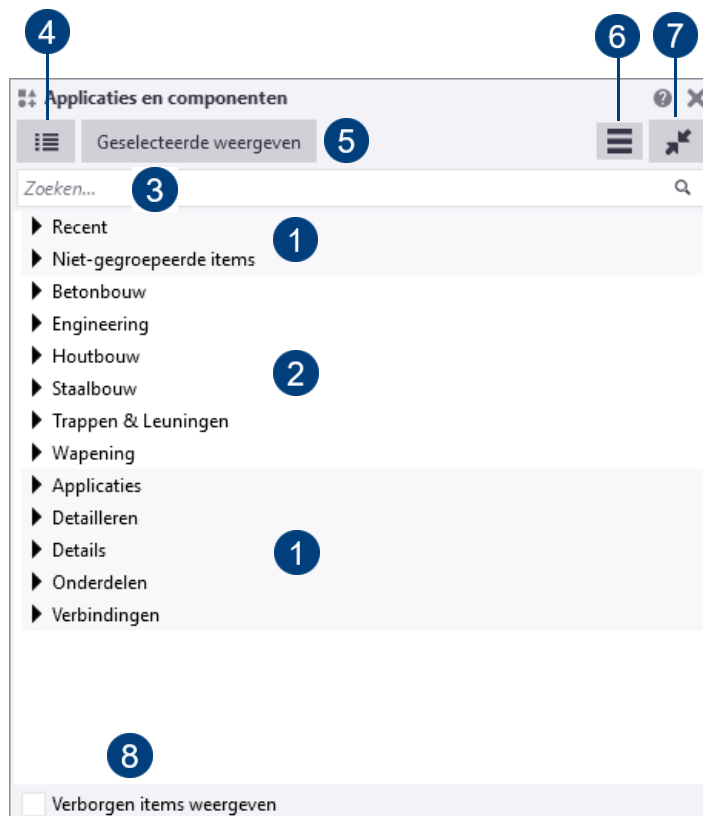 4
6
7
Applicaties en componenten
Geselecteerde weergeven
5
Zoeken...
3
Recent
1
Niet-gegroepeerde items
Betonbouw
Engineering
Houtbouw
2
Staalbouw
Trappen & Leuningen
Wapening
Applicaties
Detailleren
Details
1
Onderdelen
Verbindingen
8
Verborgen items weergeven